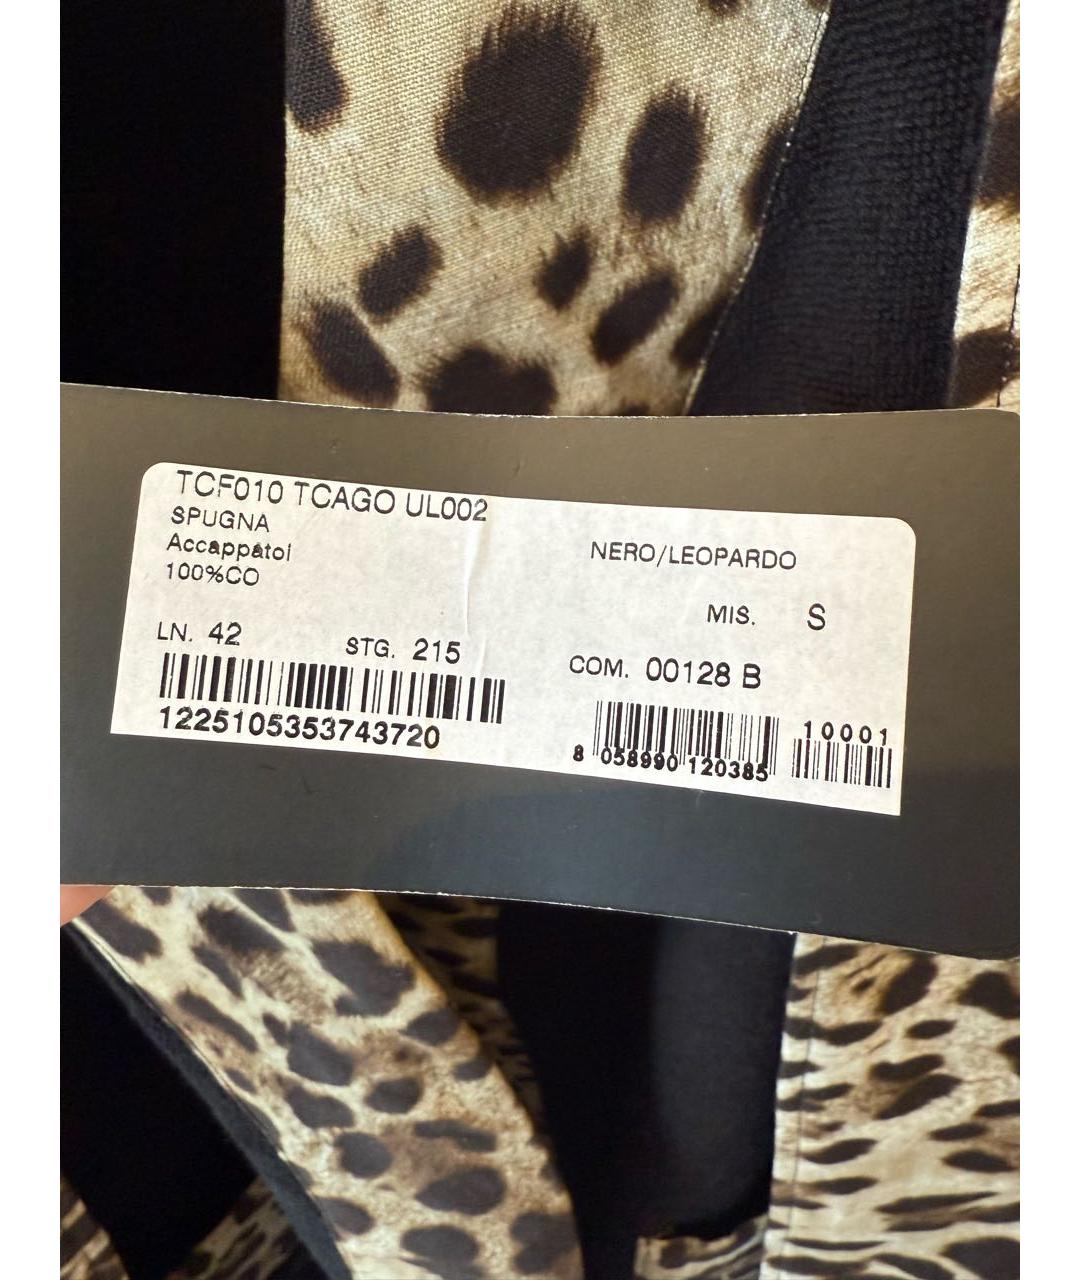 TCF010 TCAGO UL002
SPUGNA
Accappatoi
100%CO
NERO/LEOPARDO
MIS. S
LN. 42
STG. 215
COM. 00128 B
1225105353743720
8 058990 120385
10001